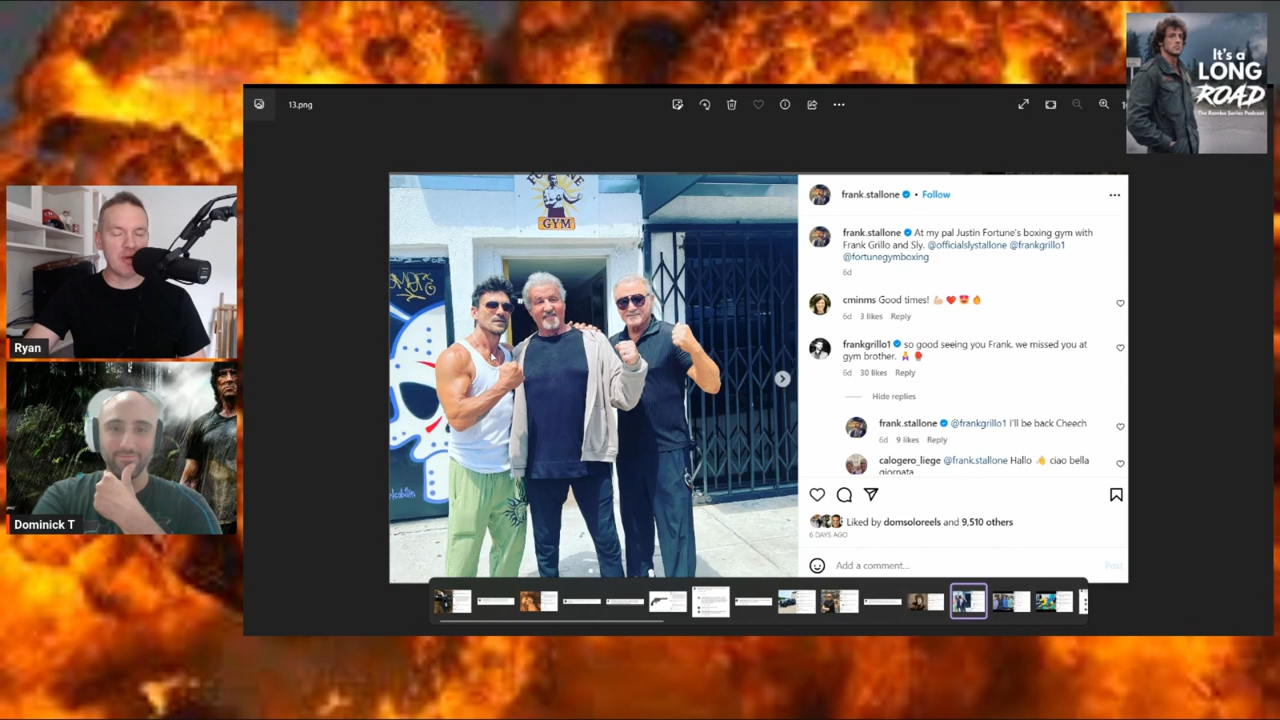 13.png
It's a
LONG
ROAD
The Rambo Series Podcast
GYM
frank.stallone • Follow
frank.stallone At my pal Justin Fortune's boxing gym with
Frank Grillo and Sly. @officialslystallone @frankgrillo1
@fortunegymboxing
6d
cminms Good times! 💪🏼 ❤️ 😍 🔥
6d 3 likes Reply
frankgrillo1 so good seeing you Frank. we missed you at
gym brother.
6d 30 likes Reply
Hide replies
frank.stallone @frankgrillo1 I'll be back Cheech
6d 9 likes Reply
calogero_liege @frank.stallone Hallo 👋 ciao bella
giornata
Liked by domsoloreels and 9,510 others
6 DAYS AGO
Add a comment...
Post
Ryan
Dominick T